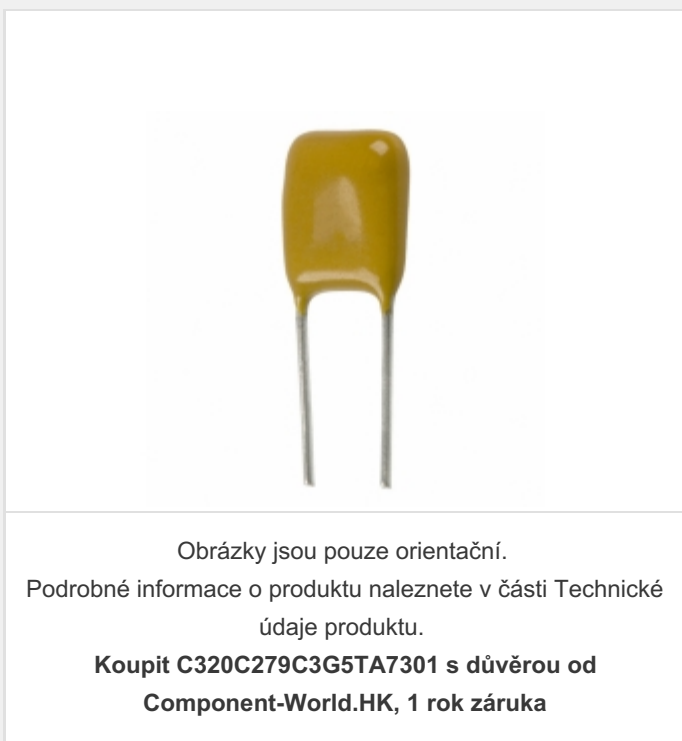 Obrázky jsou pouze orientační.
Podrobné informace o produktu naleznete v části Technické
údaje produktu.
Koupit C320C279C3G5TA7301 s důvěrou od
Component-World.HK, 1 rok záruka